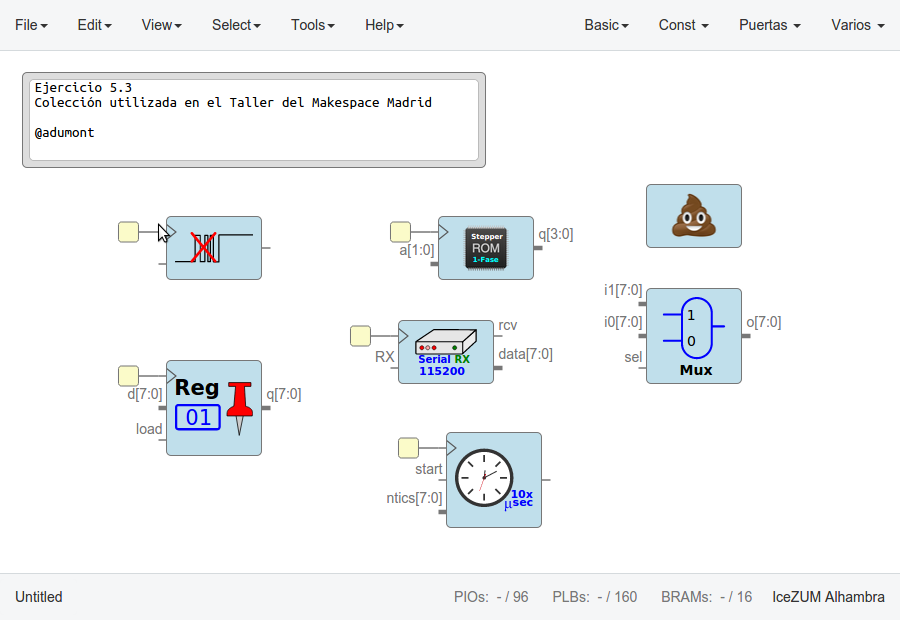 File Edit View Select Tools Help Basic Const Puertas Varios
Ejercicio 5.3
Colección utilizada en el Taller del Makespace Madrid
@adumont
Stepper
ROM
1-Fase
a[1:0]
q[3:0]
i1[7:0]
i0[7:0]
sel
1
0
Mux
o[7:0]
RX
rcv
data[7:0]
Serial RX
115200
d[7:0]
load
Reg
01
q[7:0]
start
ntics[7:0]
10x
μsec
Untitled PIOs: - / 96 PLBs: - / 160 BRAMs: - / 16 IceZUM Alhambra